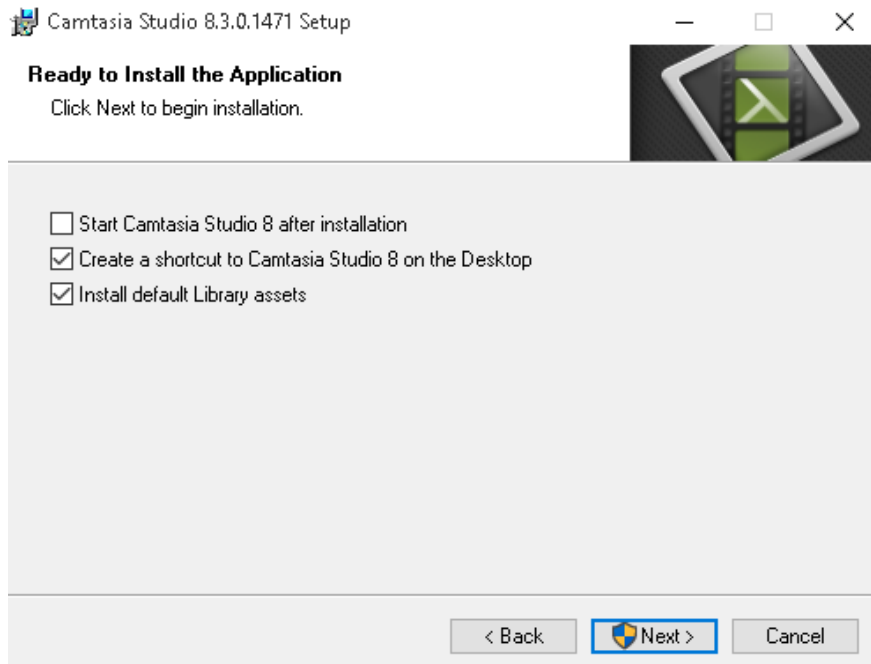 Camtasia Studio 8.3.0.1471 Setup
Ready to Install the Application
Click Next to begin installation.
Start Camtasia Studio 8 after installation
Create a shortcut to Camtasia Studio 8 on the Desktop
Install default Library assets
< Back
Next >
Cancel